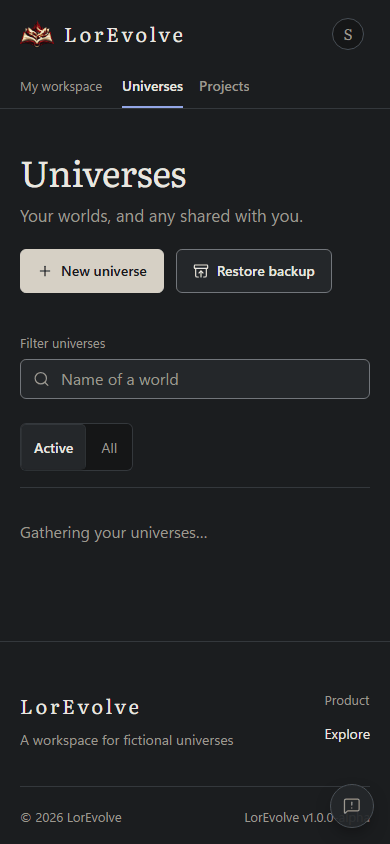 LorEvolve
S
My workspace
Universes
Projects
Universes
Your worlds, and any shared with you.
New universe
Restore backup
Filter universes
Name of a world
Active
All
Gathering your universes...
LorEvolve
A workspace for fictional universes
Product
Explore
© 2026 LorEvolve
LorEvolve v1.0.0